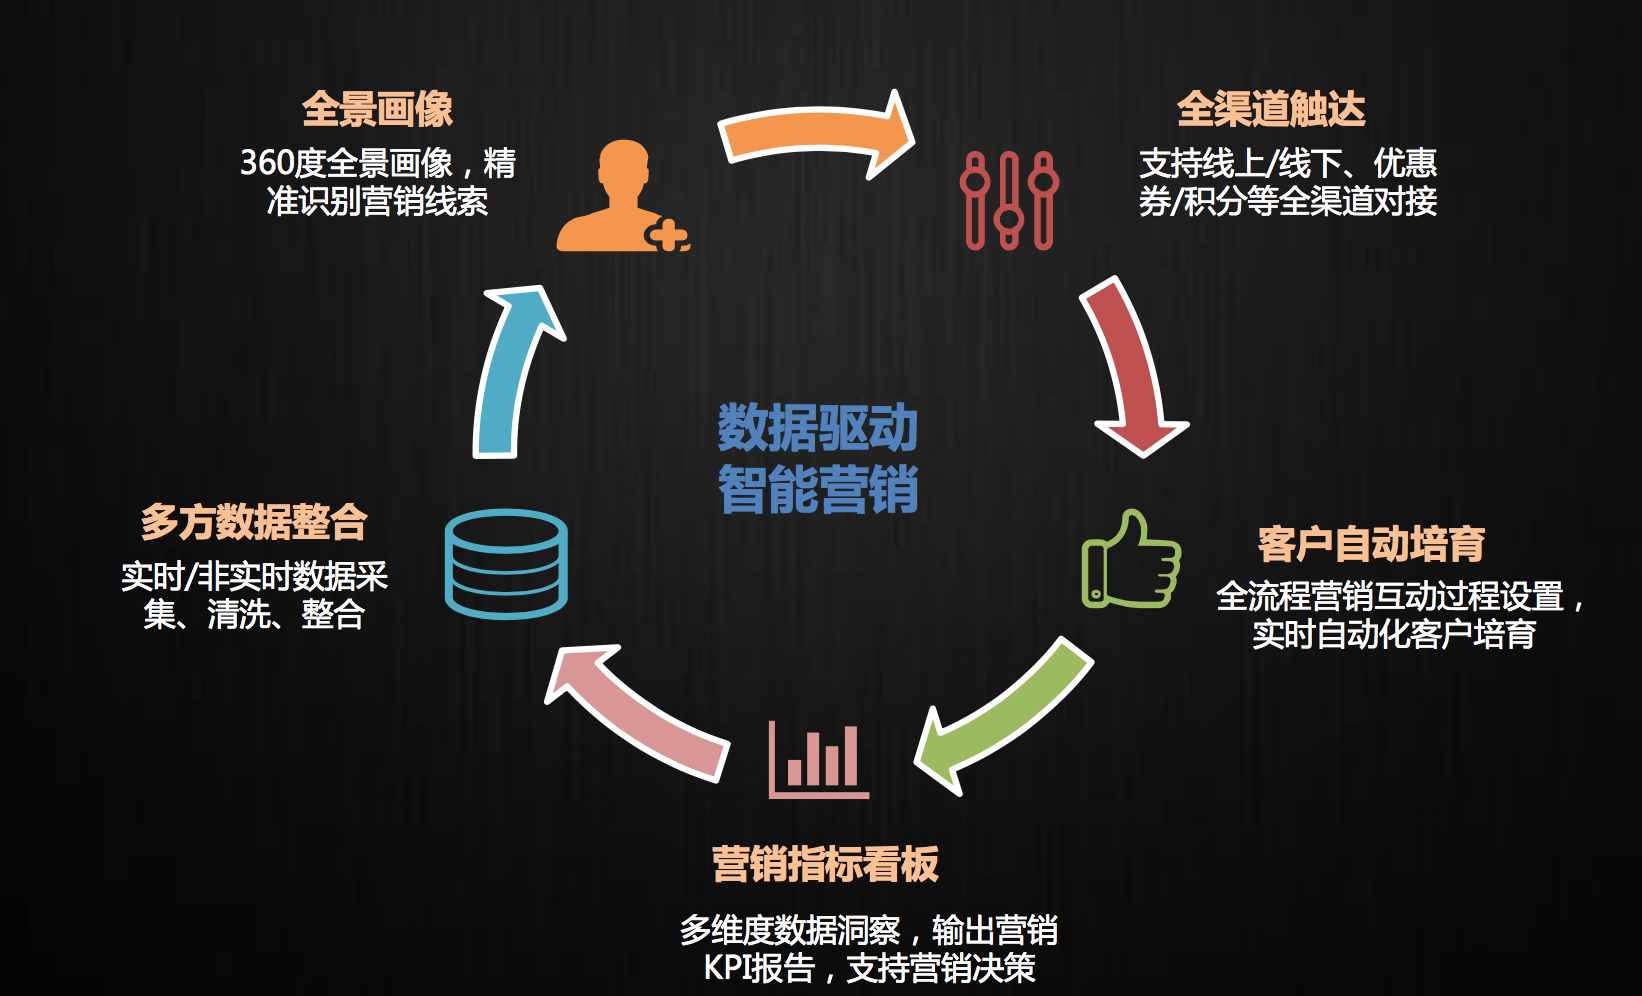 全景画像
360度全景画像，精
准识别营销线索
全渠道触达
支持线上/线下、优惠
券/积分等全渠道对接
数据驱动
智能营销
多方数据整合
实时/非实时数据采
集、清洗、整合
客户自动培育
全流程营销互动过程设置，
实时自动化客户培育
营销指标看板
多维度数据洞察，输出营销
KPI报告，支持营销决策